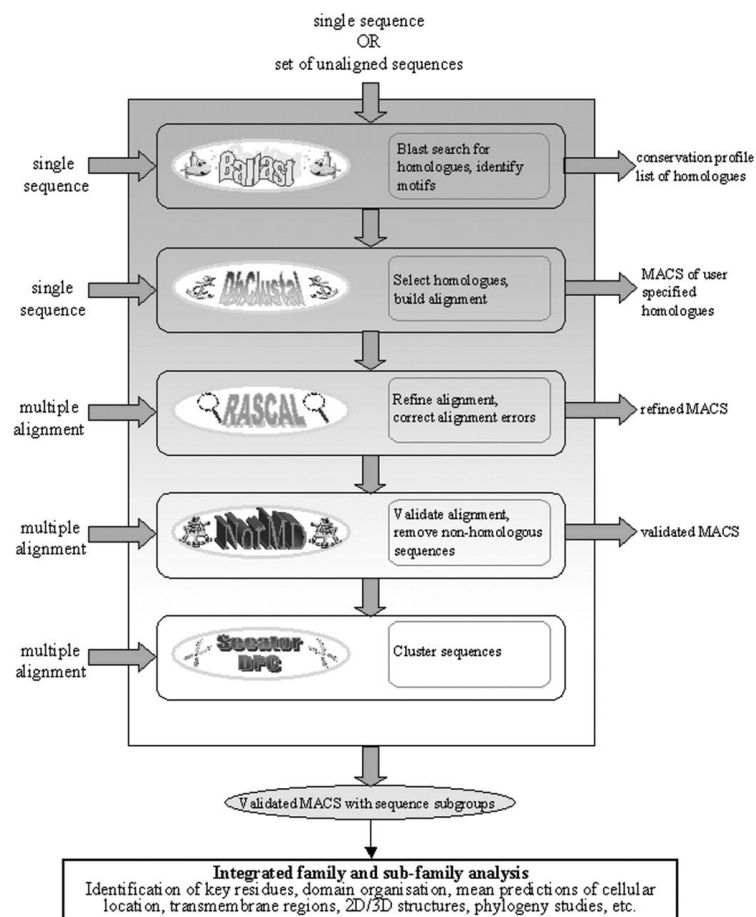 single sequence
OR
set of unaligned sequences
single
sequence
Ballast
Blast search for
homologues, identify
motifs
conservation profile
list of homologues
single
sequence
DbClustal
Select homologues,
build alignment
MACS of user
specified
homologues
multiple
alignment
RASCAL
Refine alignment,
correct alignment errors
refined MACS
multiple
alignment
NorMD
Validate alignment,
remove non-homologous
sequences
validated MACS
multiple
alignment
Secator
DPC
Cluster sequences
Validated MACS with sequence subgroups
Integrated family and sub-family analysis
Identification of key residues, domain organisation, mean predictions of cellular
location, transmembrane regions, 2D/3D structures, phylogeny studies, etc.